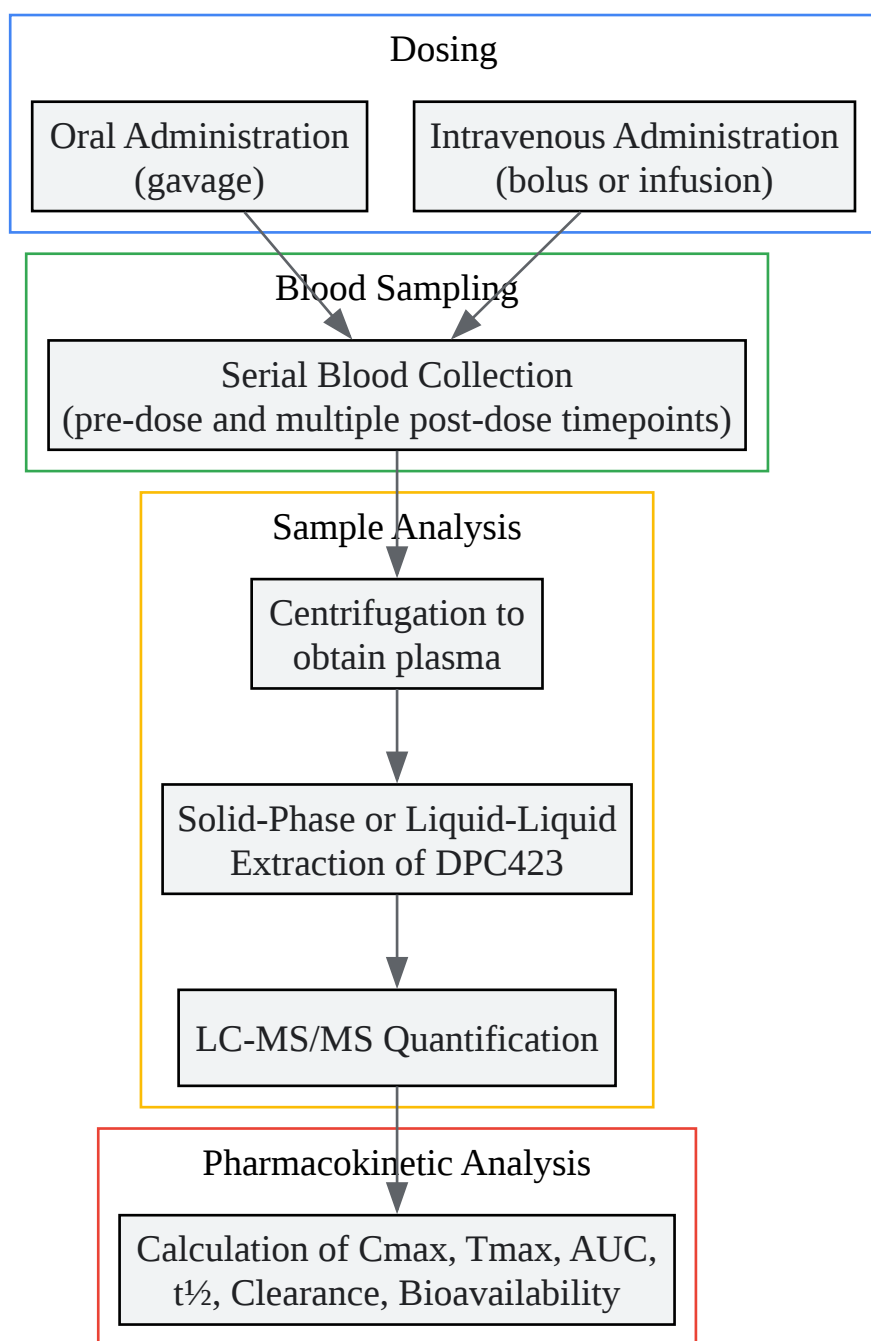 Dosing
Oral Administration
(gavage)
Intravenous Administration
(bolus or infusion)
Blood Sampling
Serial Blood Collection
(pre-dose and multiple post-dose timepoints)
Sample Analysis
Centrifugation to
obtain plasma
Solid-Phase or Liquid-Liquid
Extraction of DPC423
LC-MS/MS Quantification
Pharmacokinetic Analysis
Calculation of Cmax, Tmax, AUC,
t½, Clearance, Bioavailability